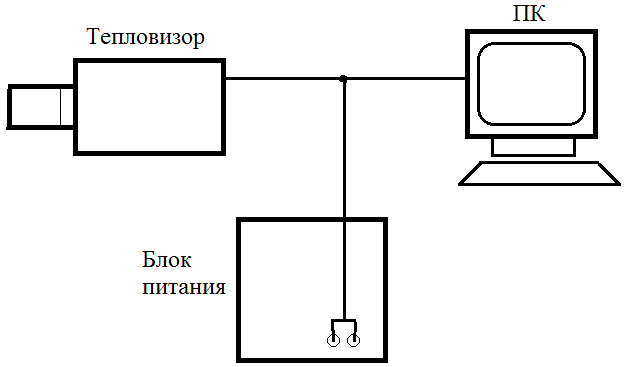 ПК
Тепловизор
Блок
питания